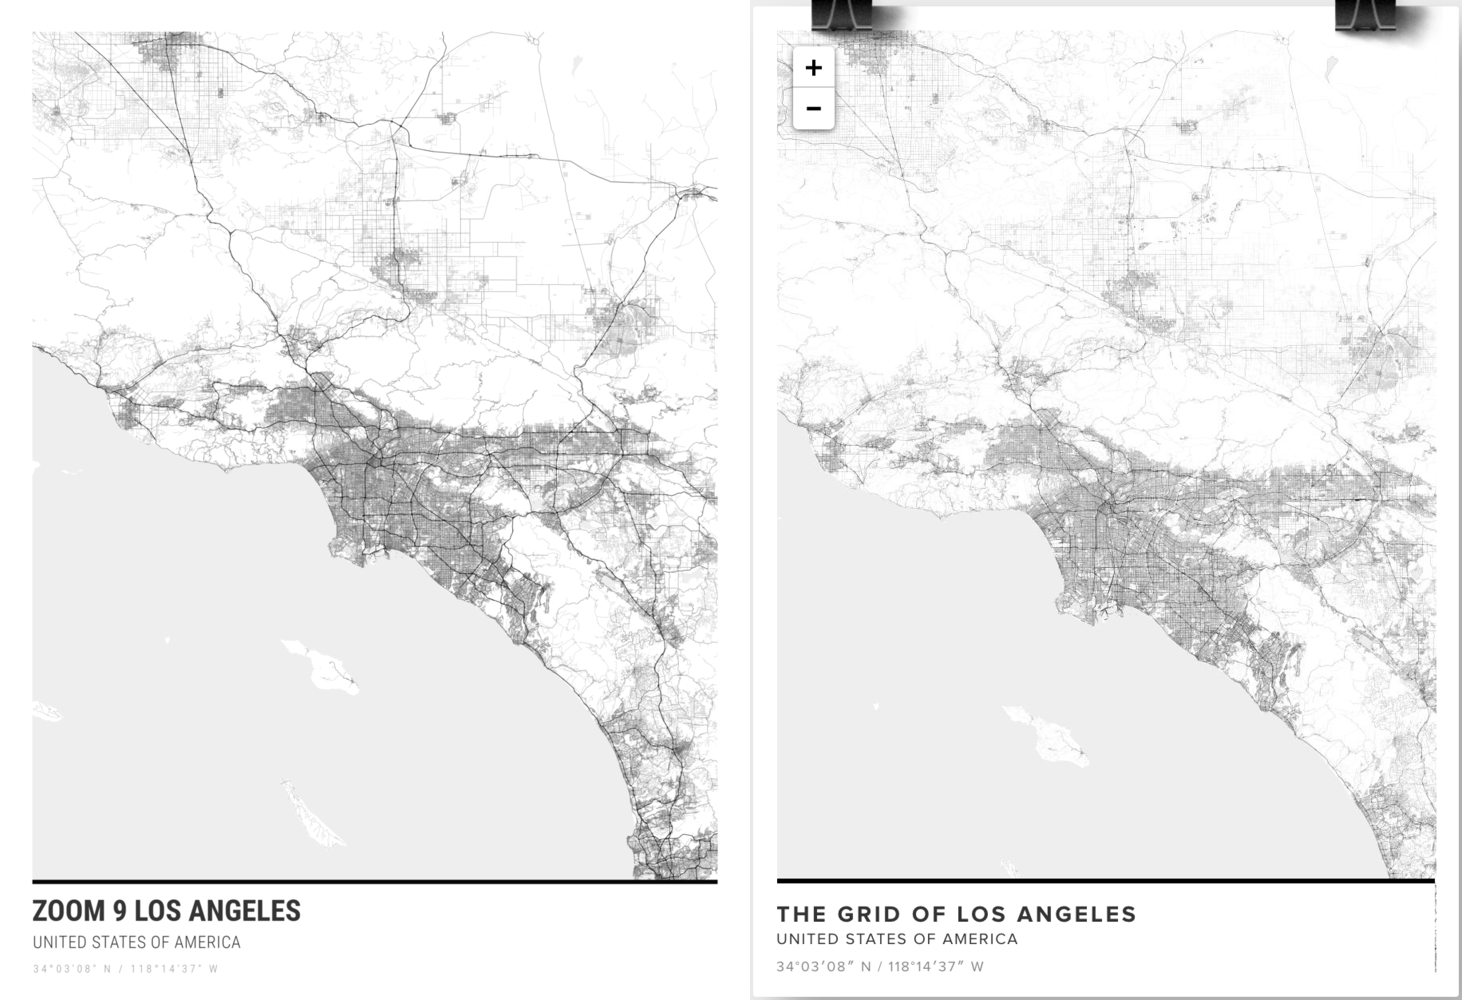 ZOOM 9 LOS ANGELES
UNITED STATES OF AMERICA
34°03'08" N / 118°14'37" W
+
−
THE GRID OF LOS ANGELES
UNITED STATES OF AMERICA
34°03′08″ N / 118°14′37″ W